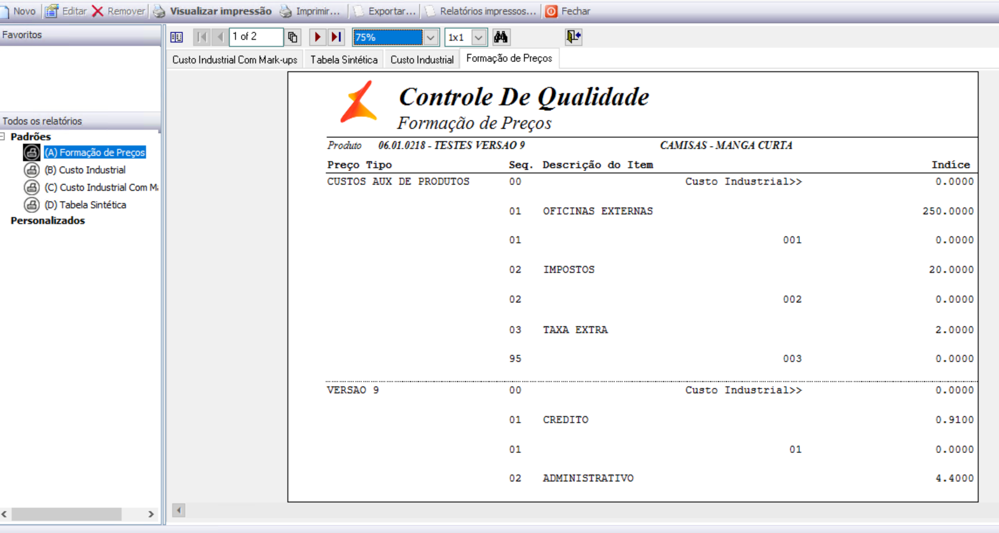 Novo Editar Remover Visualizar impressão Imprimir... Exportar... Relatórios impressos... Fechar
Favoritos
1 of 2 75% 1x1
Custo Industrial Com Mark-ups Tabela Sintética Custo Industrial Formação de Preços
Todos os relatórios
Padrões
(A) Formação de Preços
(B) Custo Industrial
(C) Custo Industrial Com Ma
(D) Tabela Sintética
Personalizados
Controle De Qualidade
Formação de Preços
Produto 06.01.0218 - TESTES VERSAO 9 CAMISAS - MANGA CURTA
Preço Tipo Seq. Descrição do Item Indíce
CUSTOS AUX DE PRODUTOS 00 Custo Industrial>> 0.0000
01 OFICINAS EXTERNAS 250.0000
01 001 0.0000
02 IMPOSTOS 20.0000
02 002 0.0000
03 TAXA EXTRA 2.0000
95 003 0.0000
VERSAO 9 00 Custo Industrial>> 0.0000
01 CREDITO 0.9100
01 01 0.0000
02 ADMINISTRATIVO 4.4000